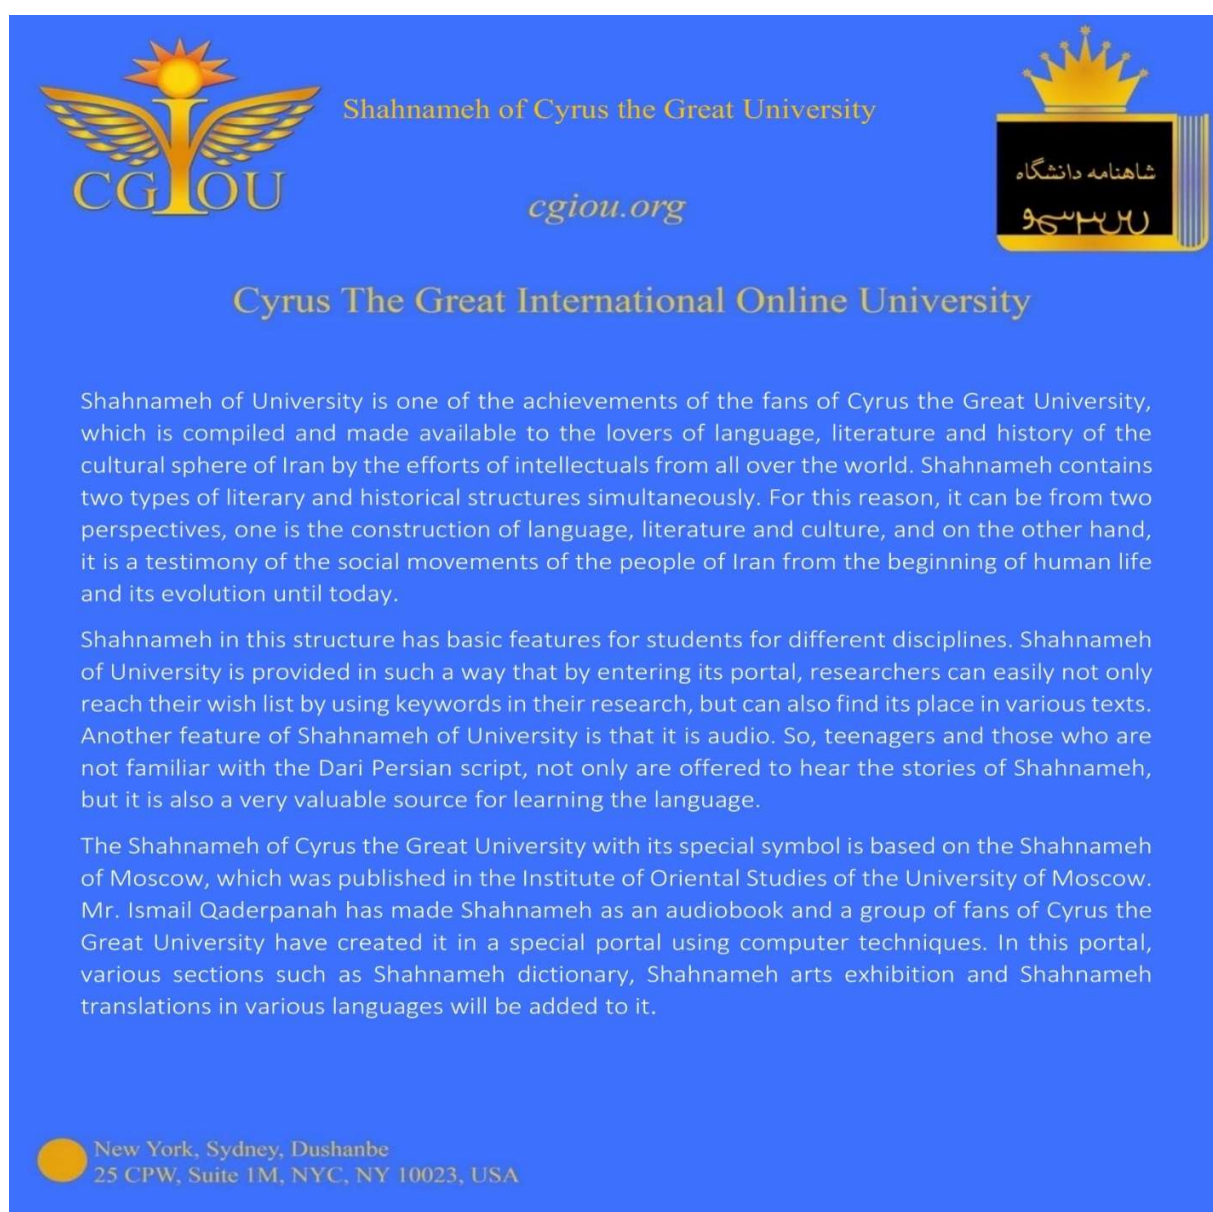 CGIOU
Shahnameh of Cyrus the Great University
cgiou.org
شاهنامه دانشگاه
Cyrus The Great International Online University
Shahnameh of University is one of the achievements of the fans of Cyrus the Great University,
which is compiled and made available to the lovers of language, literature and history of the
cultural sphere of Iran by the efforts of intellectuals from all over the world. Shahnameh contains
two types of literary and historical structures simultaneously. For this reason, it can be from two
perspectives, one is the construction of language, literature and culture, and on the other hand,
it is a testimony of the social movements of the people of Iran from the beginning of human life
and its evolution until today.
Shahnameh in this structure has basic features for students for different disciplines. Shahnameh
of University is provided in such a way that by entering its portal, researchers can easily not only
reach their wish list by using keywords in their research, but can also find its place in various texts.
Another feature of Shahnameh of University is that it is audio. So, teenagers and those who are
not familiar with the Dari Persian script, not only are offered to hear the stories of Shahnameh,
but it is also a very valuable source for learning the language.
The Shahnameh of Cyrus the Great University with its special symbol is based on the Shahnameh
of Moscow, which was published in the Institute of Oriental Studies of the University of Moscow.
Mr. Ismail Qaderpanah has made Shahnameh as an audiobook and a group of fans of Cyrus the
Great University have created it in a special portal using computer techniques. In this portal,
various sections such as Shahnameh dictionary, Shahnameh arts exhibition and Shahnameh
translations in various languages will be added to it.
New York, Sydney, Dushanbe
25 CPW, Suite 1M, NYC, NY 10023, USA